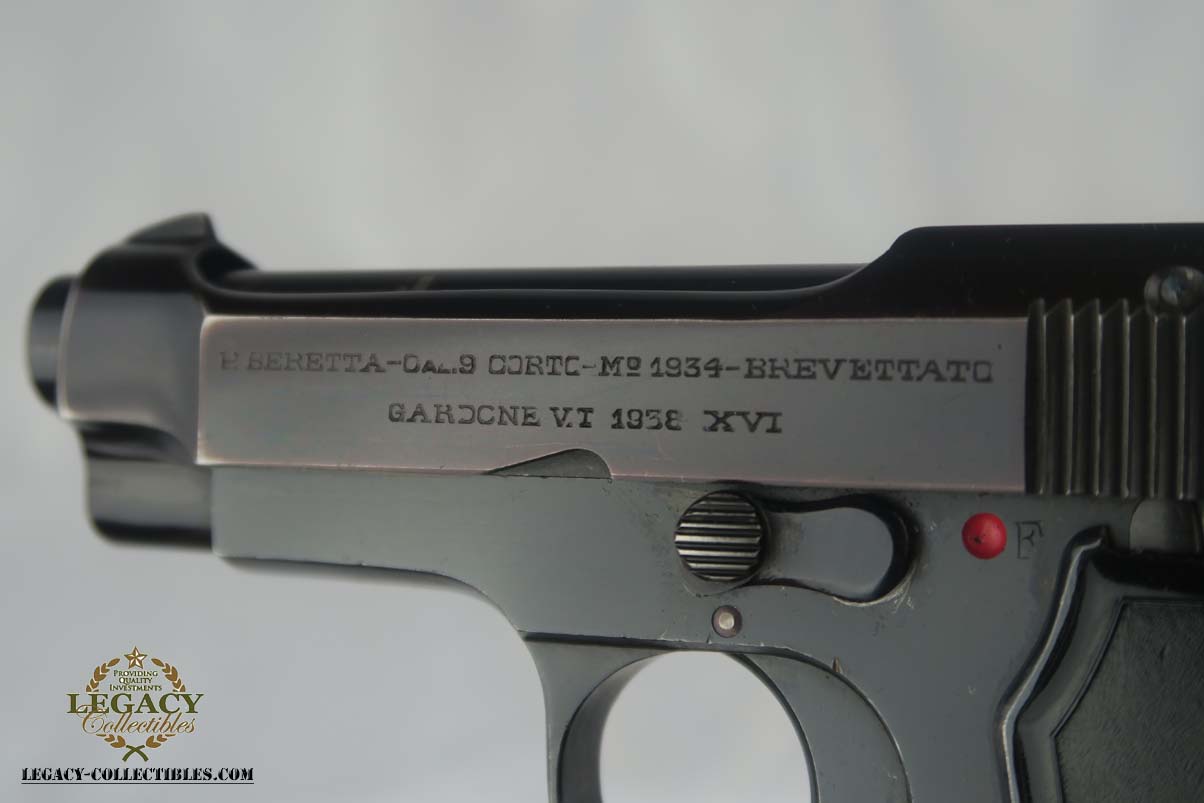 P. BERETTA-CAL.9 CORTO-Mº 1934-BREVETTATO
GARDONE V.T 1938 XVI
F
PROVIDING
QUALITY
INVESTMENTS
LEGACY
Collectibles
LEGACY-COLLECTIBLES.COM